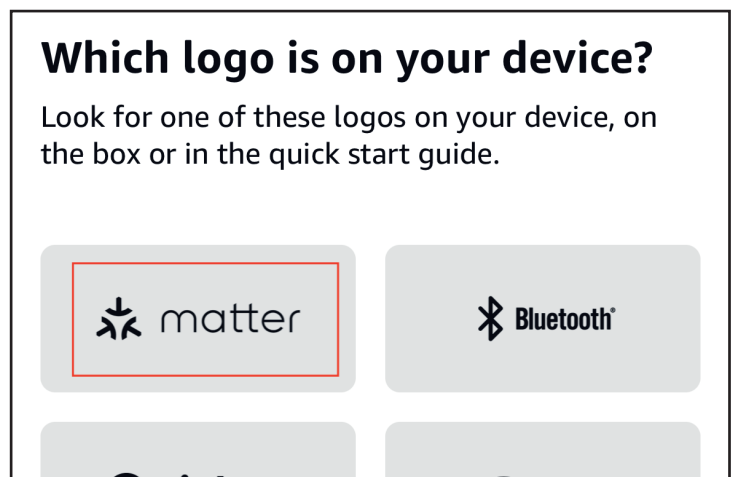 Which logo is on your device?
Look for one of these logos on your device, on
the box or in the quick start guide.
matter
Bluetooth®